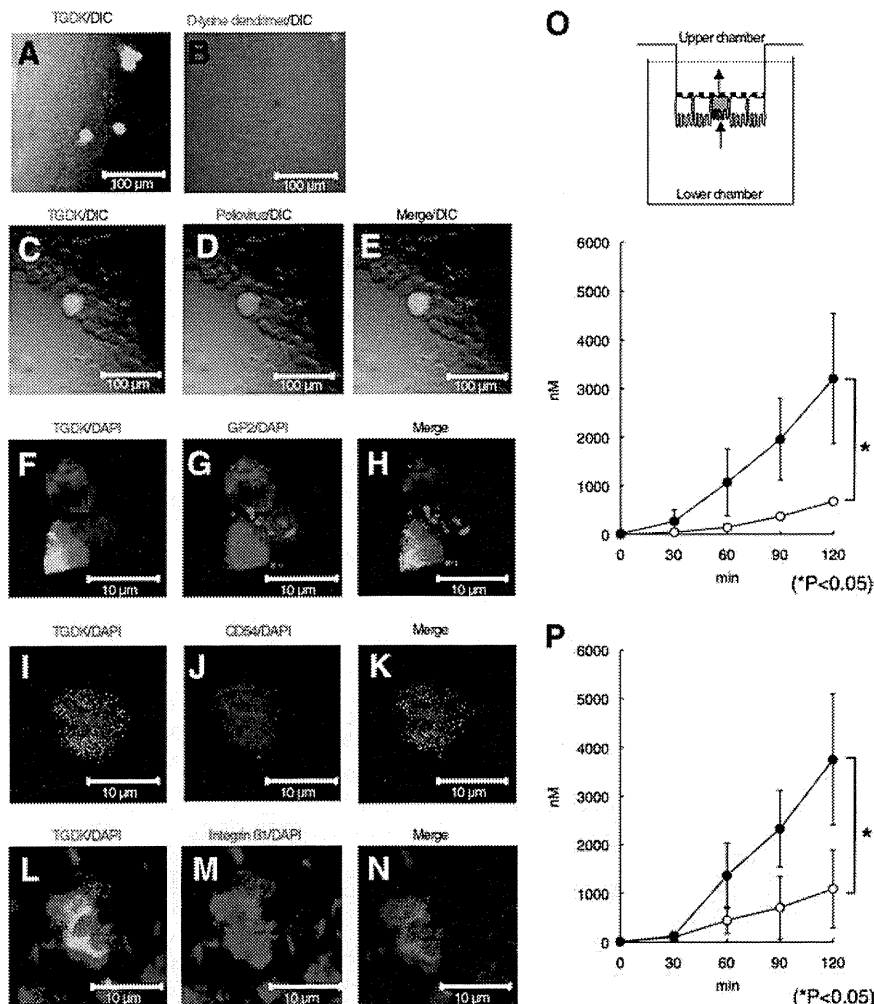 TGDK/DIC
D-lysine dendrimer/DIC
A
B
100 µm
100 µm
TGDK/DIC
Poliovirus/DIC
Merge/DIC
C
D
E
100 µm
100 µm
100 µm
TGDK/DAPI
GP2/DAPI
Merge
F
G
H
10 µm
10 µm
10 µm
TGDK/DAPI
CD54/DAPI
Merge
I
J
K
10 µm
10 µm
10 µm
TGDK/DAPI
Integrin β1/DAPI
Merge
L
M
N
10 µm
10 µm
10 µm
O
Upper chamber
Lower chamber
6000
5000
4000
3000
2000
1000
0
nM
0 30 60 90 120
min
*
(*P<0.05)
P
6000
5000
4000
3000
2000
1000
0
nM
0 30 60 90 120
min
*
(*P<0.05)